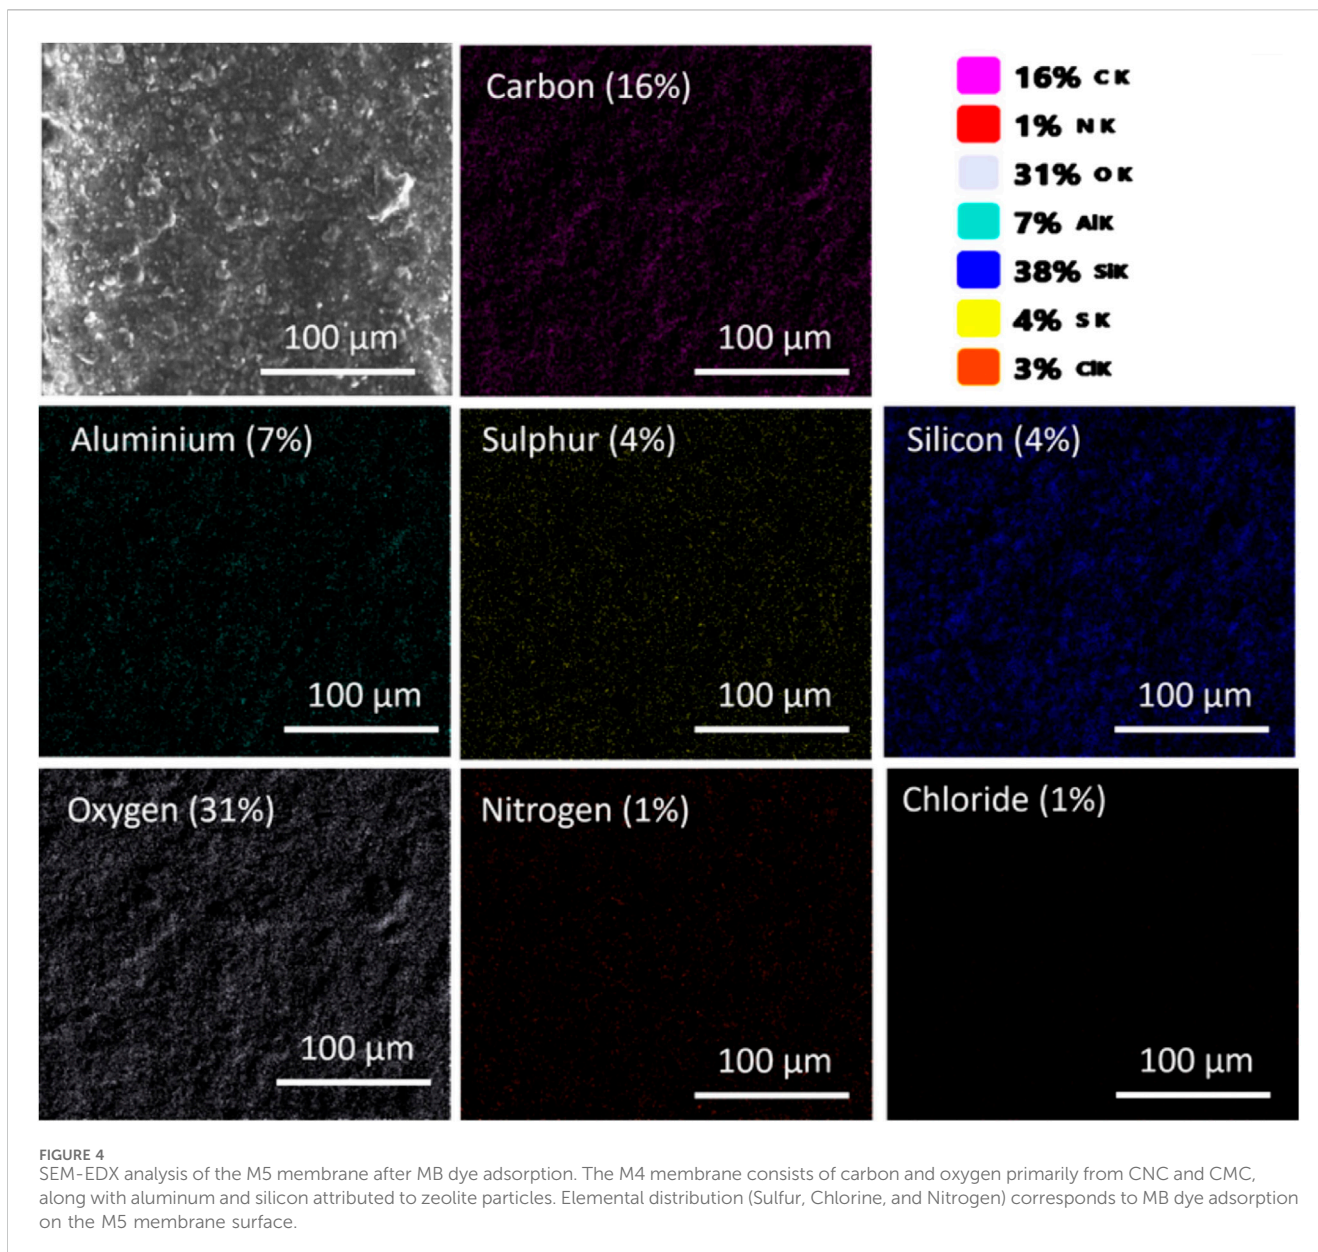 Carbon (16%)
100 µm
100 µm
16% C K
1% N K
31% O K
7% AlK
38% SiK
4% S K
3% ClK
Aluminium (7%)
Sulphur (4%)
Silicon (4%)
100 µm
100 µm
100 µm
Oxygen (31%)
Nitrogen (1%)
Chloride (1%)
100 µm
100 µm
100 µm
FIGURE 4
SEM-EDX analysis of the M5 membrane after MB dye adsorption. The M4 membrane consists of carbon and oxygen primarily from CNC and CMC,
along with aluminum and silicon attributed to zeolite particles. Elemental distribution (Sulfur, Chlorine, and Nitrogen) corresponds to MB dye adsorption
on the M5 membrane surface.